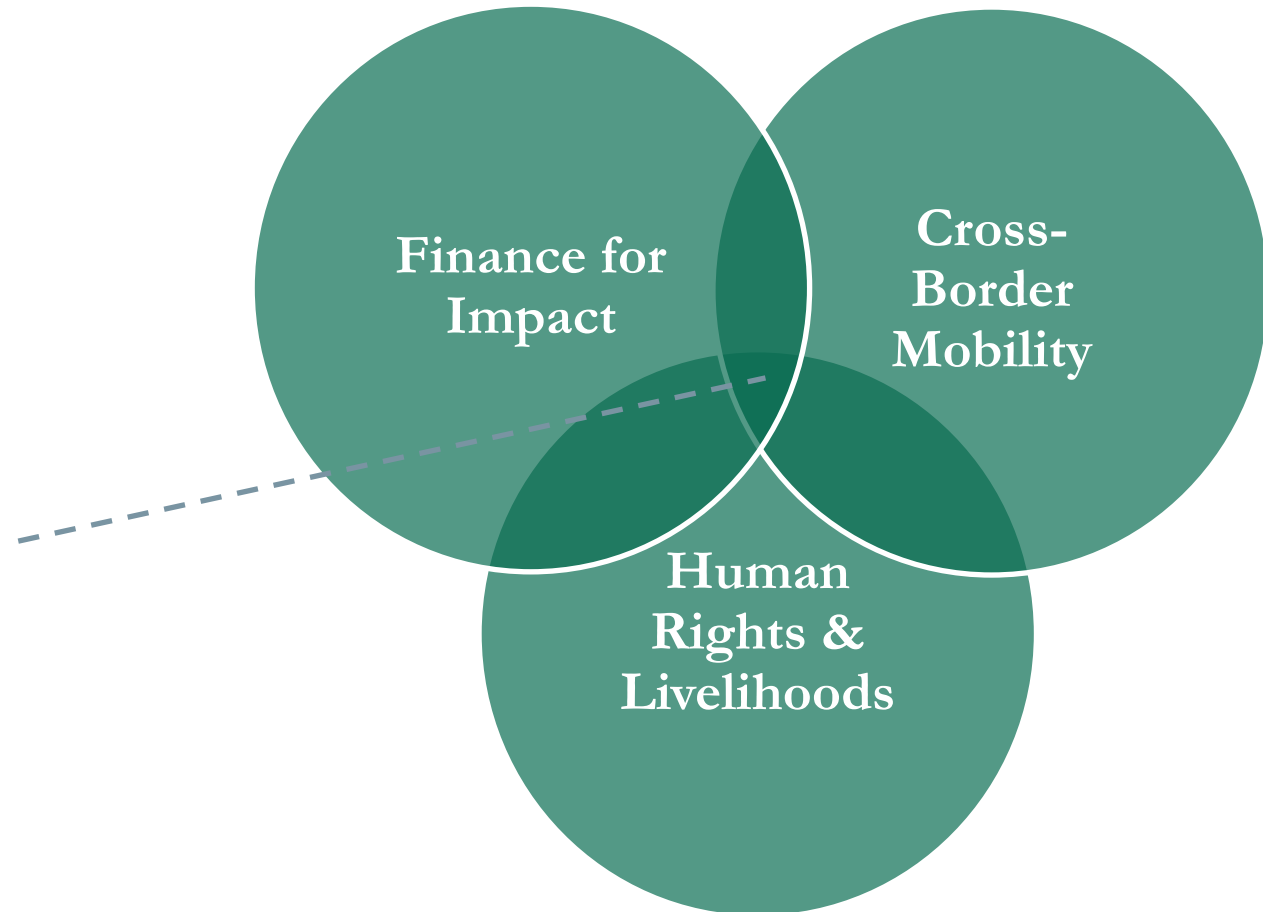 Finance for
Impact
Cross-
Border
Mobility
Human
Rights &
Livelihoods